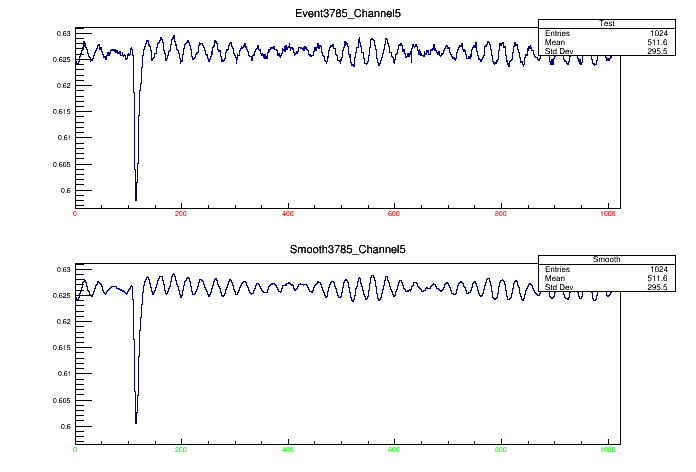 Event3785_Channel5
Test
Entries 1024
Mean 511.6
Std Dev 295.5
0.63
0.625
0.62
0.615
0.61
0.605
0.6
0 200 400 600 800 1000
Smooth3785_Channel5
Smooth
Entries 1024
Mean 511.6
Std Dev 295.5
0.63
0.625
0.62
0.615
0.61
0.605
0.6
0 200 400 600 800 1000